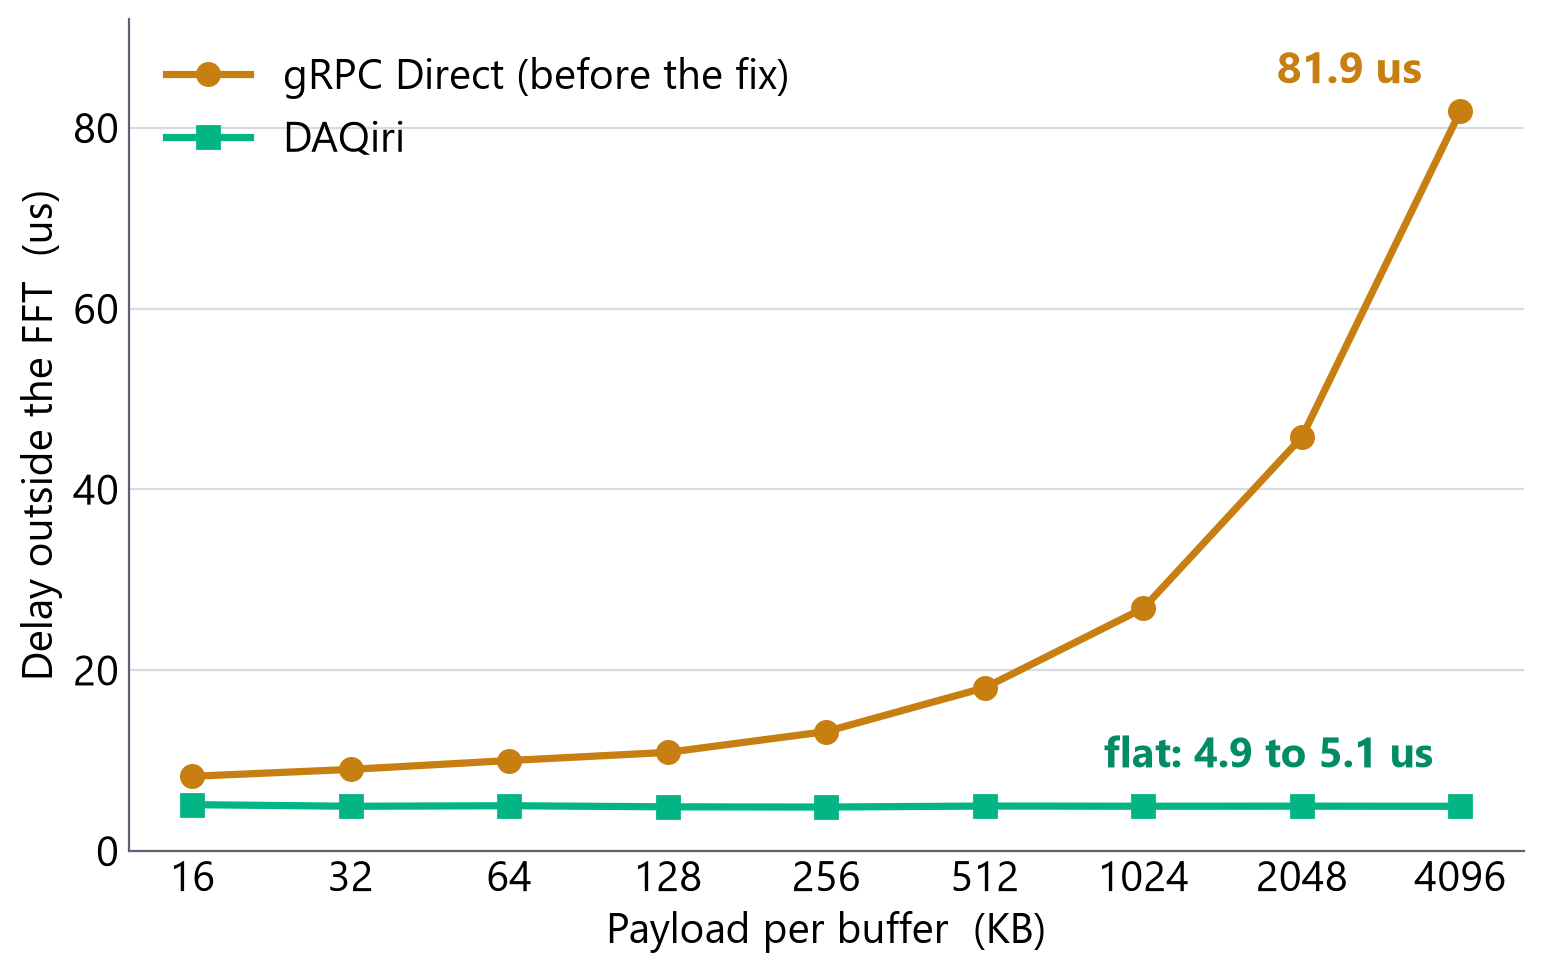 gRPC Direct (before the fix)
DAQiri
81.9 us
flat: 4.9 to 5.1 us
Delay outside the FFT (us)
80
60
40
20
0
16 32 64 128 256 512 1024 2048 4096
Payload per buffer (KB)